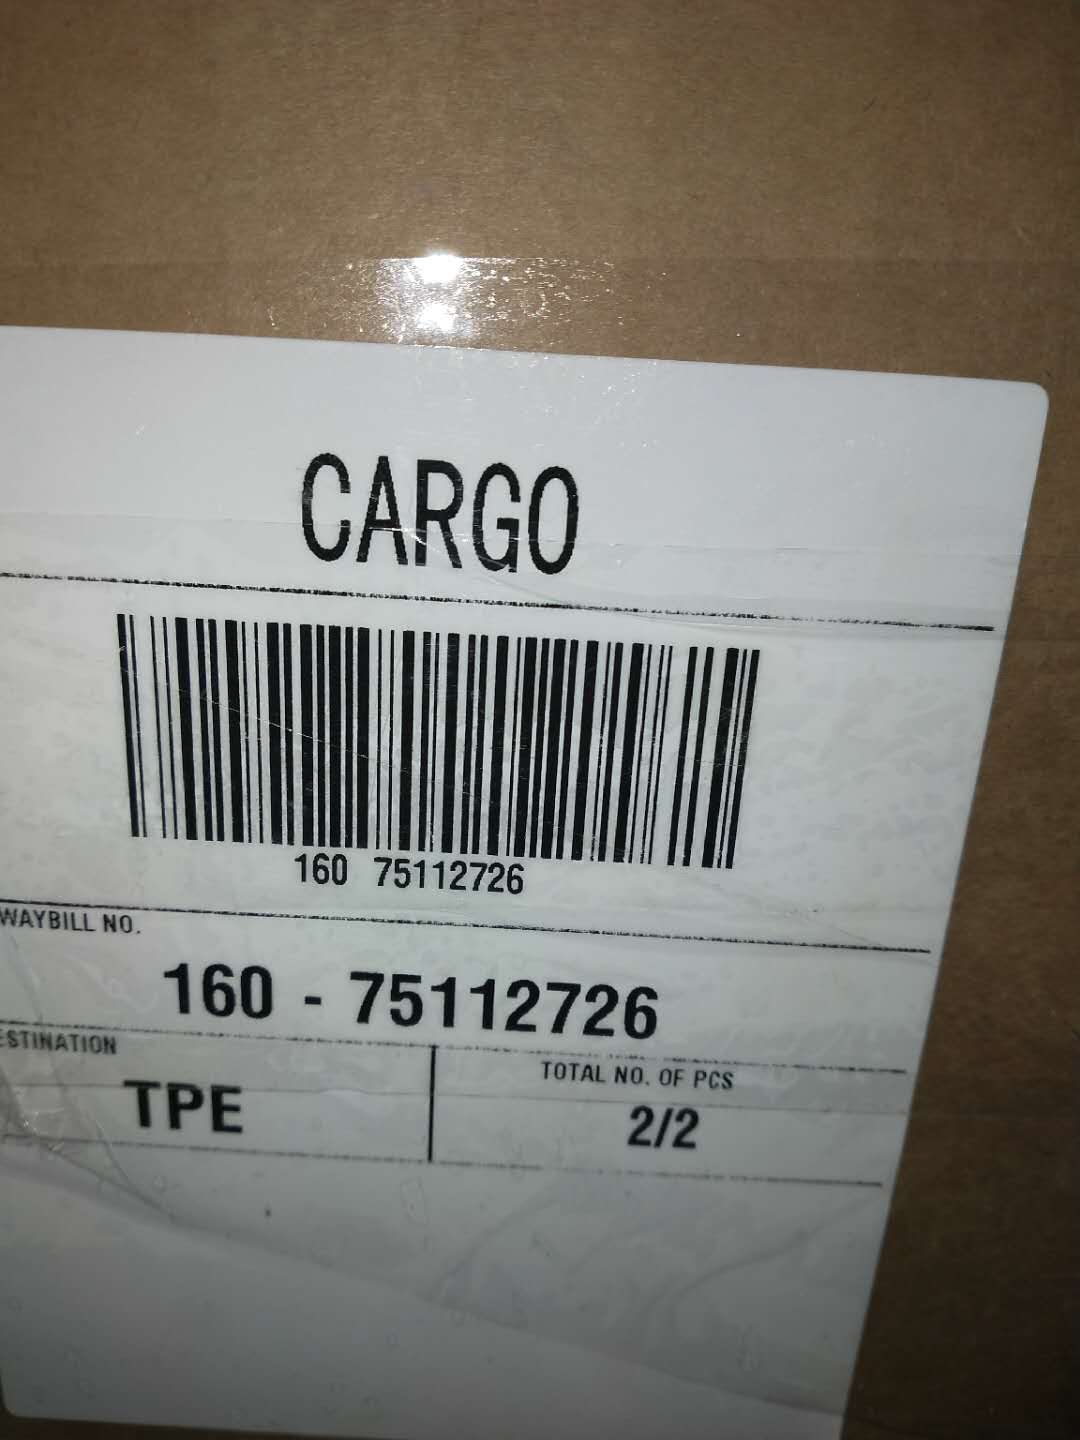 CARGO
160 75112726
WAYBILL NO.
160 - 75112726
ESTINATION
TOTAL NO. OF PCS
TPE
2/2